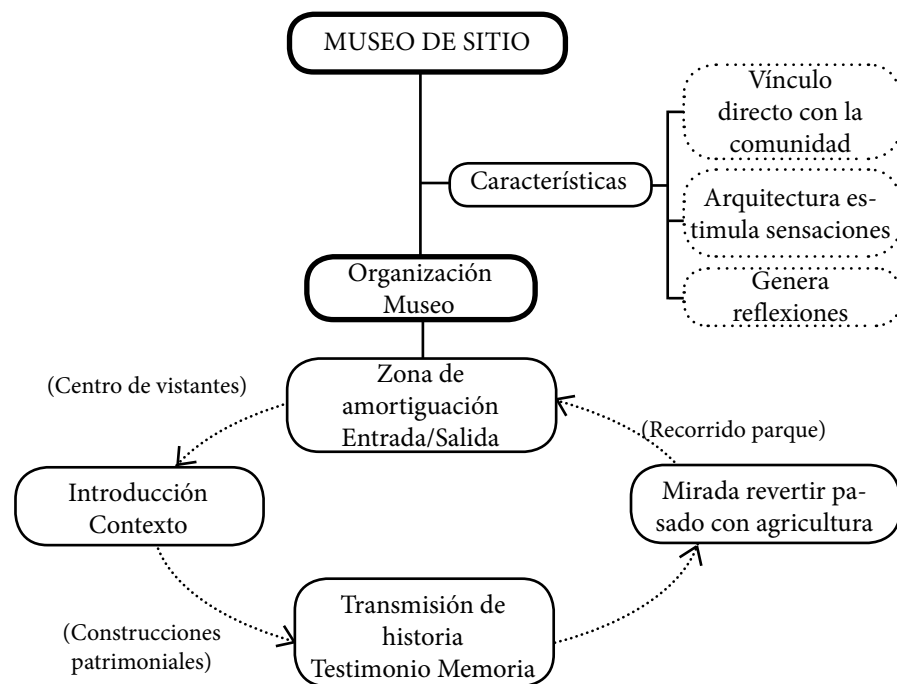 MUSEO DE SITIO
Vínculo
directo con la
comunidad
Características
Arquitectura es-
timula sensaciones
Genera
reflexiones
Organización
Museo
Zona de
amortiguación
Entrada/Salida
(Centro de vistantes)
(Recorrido parque)
Introducción
Contexto
Mirada revertir pa-
sado con agricultura
(Construcciones
patrimoniales)
Transmisión de
historia
Testimonio Memoria